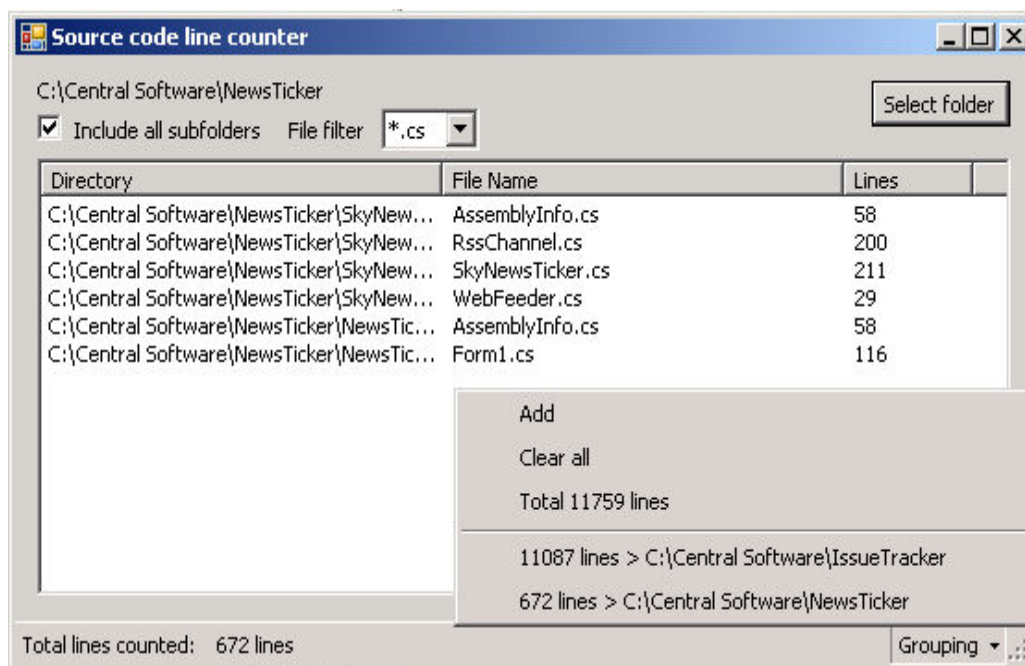 Source code line counter
C:\Central Software\NewsTicker
Select folder
Include all subfolders File filter *.cs
Directory File Name Lines
C:\Central Software\NewsTicker\SkyNew... AssemblyInfo.cs 58
C:\Central Software\NewsTicker\SkyNew... RssChannel.cs 200
C:\Central Software\NewsTicker\SkyNew... SkyNewsTicker.cs 211
C:\Central Software\NewsTicker\SkyNew... WebFeeder.cs 29
C:\Central Software\NewsTicker\NewsTic... AssemblyInfo.cs 58
C:\Central Software\NewsTicker\NewsTic... Form1.cs 116
Add
Clear all
Total 11759 lines
11087 lines > C:\Central Software\IssueTracker
672 lines > C:\Central Software\NewsTicker
Total lines counted: 672 lines
Grouping